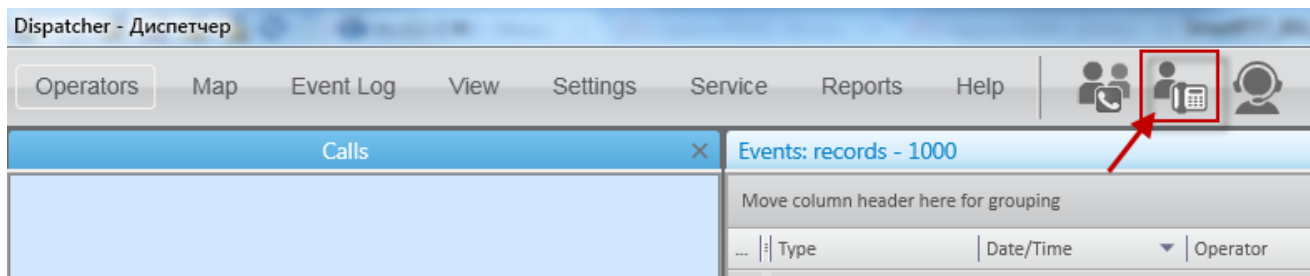 Dispatcher - Диспетчер
Operators Map Event Log View Settings Service Reports Help
Calls Events: records - 1000
Move column header here for grouping
... Type Date/Time Operator